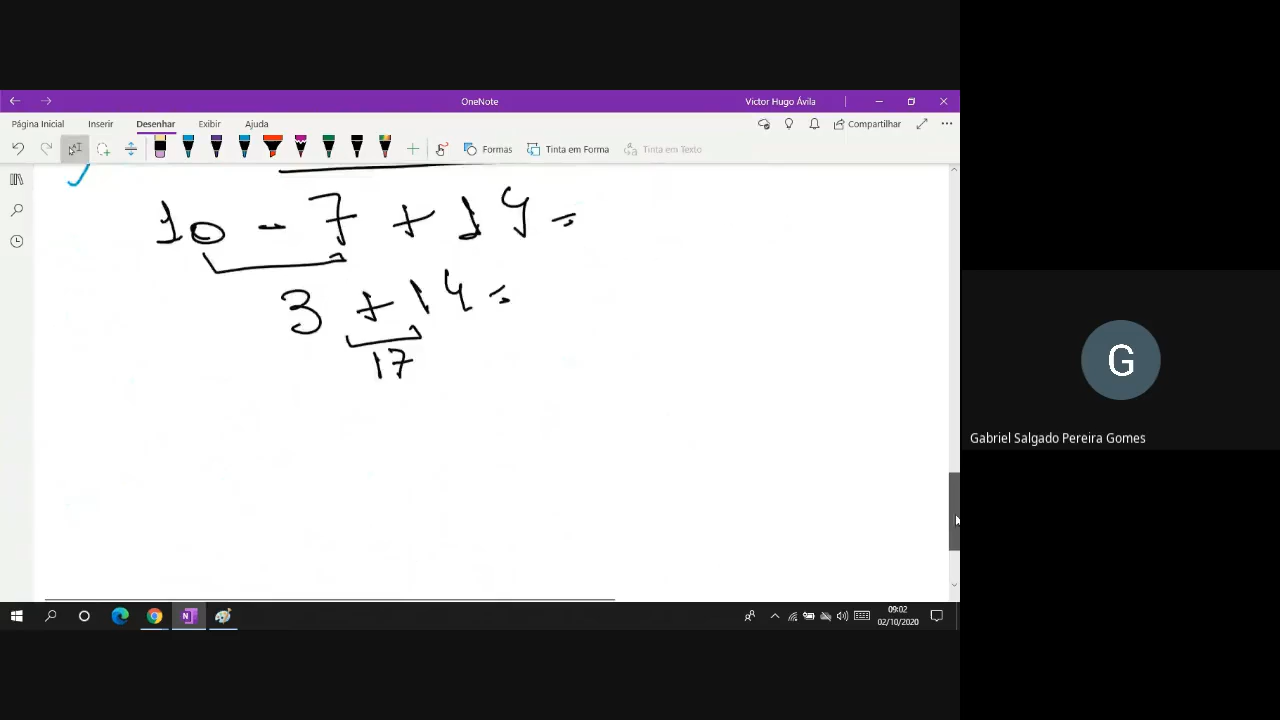 OneNote
Victor Hugo Ávila
Página Inicial Inserir Desenhar Exibir Ajuda
Compartilhar
Formas Tinta em Forma Tinta em Texto
10 - 7 + 14 =
3 + 14 =
17
G
Gabriel Salgado Pereira Gomes
09:02
02/10/2020